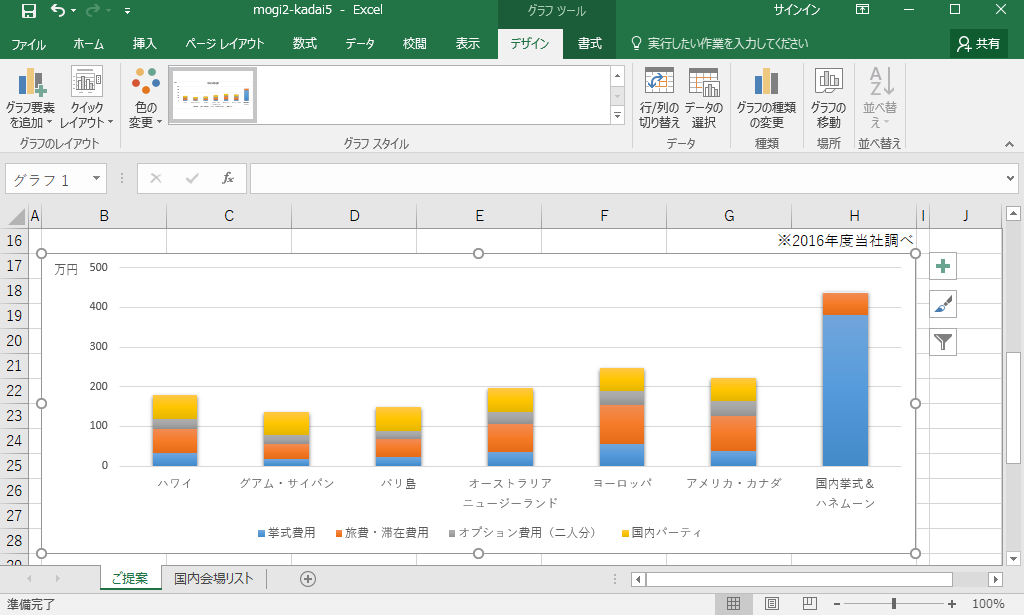 mogi2-kadai5 - Excel
グラフ ツール
サインイン
ファイル ホーム 挿入 ページ レイアウト 数式 データ 校閲 表示 デザイン 書式 実行したい作業を入力してください 共有
グラフ要素を追加
クイックレイアウト
色の変更
行/列の切り替え
データの選択
グラフの種類の変更
グラフの移動
並べ替え
グラフのレイアウト グラフ スタイル データ 種類 場所 並べ替え
グラフ 1
fx
A B C D E F G H I J
16
※2016年度当社調べ
17
18
19
20
21
22
23
24
25
26
27
28
29
万円
500
400
300
200
100
0
ハワイ
グアム・サイパン
バリ島
オーストラリア
ニュージーランド
ヨーロッパ
アメリカ・カナダ
国内挙式＆
ハネムーン
挙式費用 旅費・滞在費用 オプション費用（二人分） 国内パーティ
ご提案 国内会場リスト
準備完了
100%